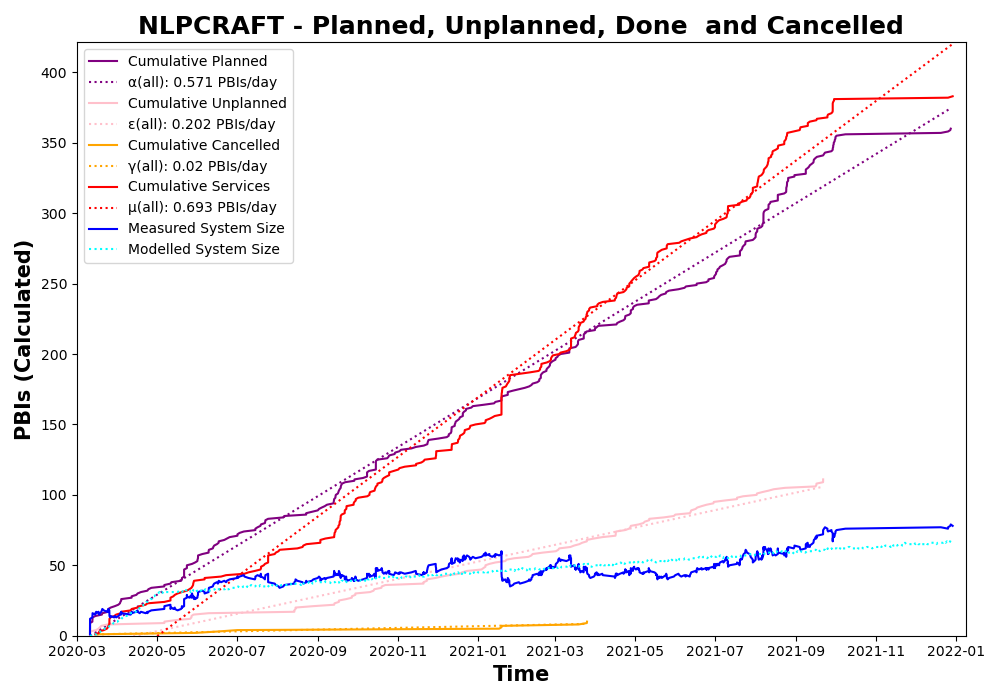 NLPCRAFT - Planned, Unplanned, Done  and Cancelled
Cumulative Planned
α(all): 0.571 PBIs/day
Cumulative Unplanned
ε(all): 0.202 PBIs/day
Cumulative Cancelled
γ(all): 0.02 PBIs/day
Cumulative Services
μ(all): 0.693 PBIs/day
Measured System Size
Modelled System Size
PBIs (Calculated)
400
350
300
250
200
150
100
50
0
2020-03 2020-05 2020-07 2020-09 2020-11 2021-01 2021-03 2021-05 2021-07 2021-09 2021-11 2022-01
Time